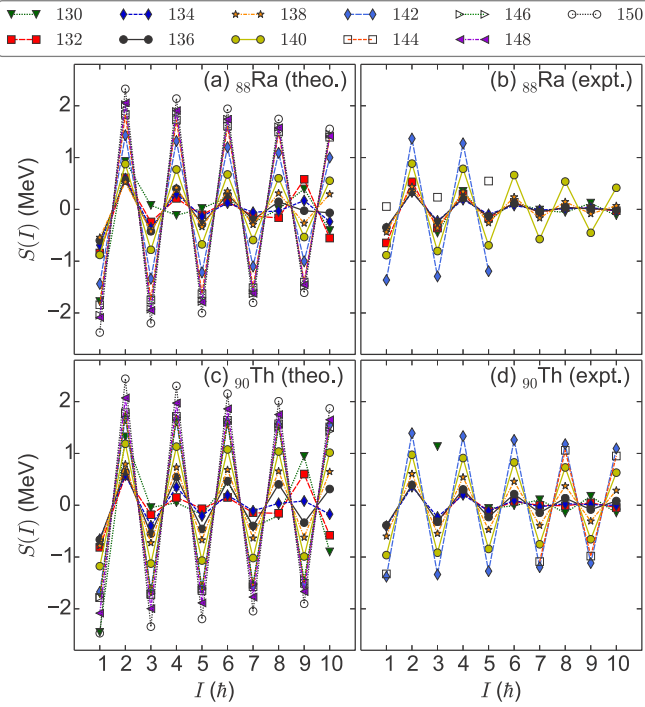 130 134 138 142 146 150
132 136 140 144 148
(a) 88Ra (theo.) (b) 88Ra (expt.)
S(I) (MeV)
2
1
0
−1
−2
(c) 90Th (theo.) (d) 90Th (expt.)
S(I) (MeV)
2
1
0
−1
−2
1 2 3 4 5 6 7 8 9 10 1 2 3 4 5 6 7 8 9 10
I (ħ) I (ħ)